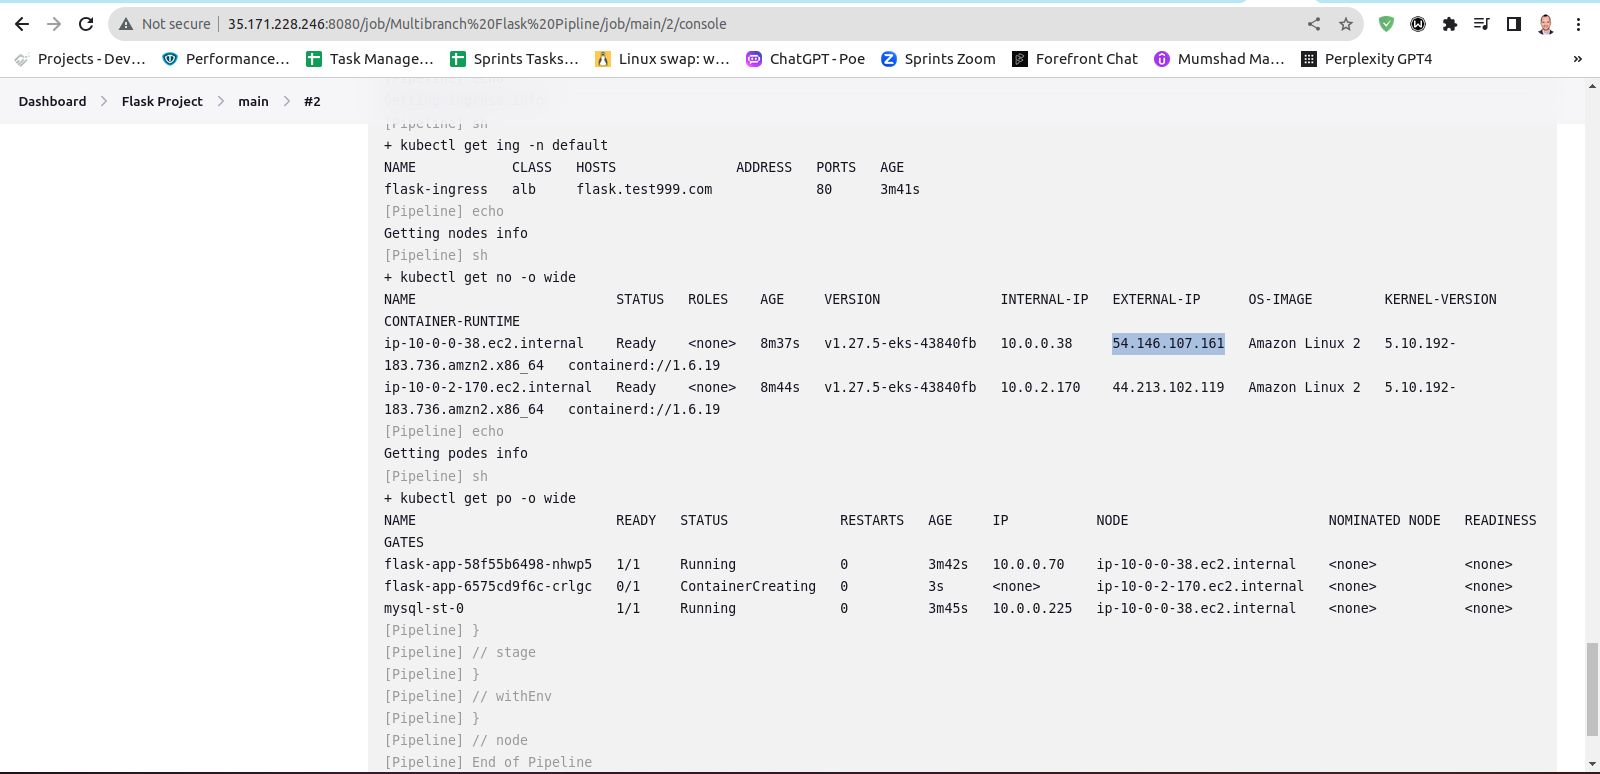 Not secure 35.171.228.246:8080/job/Multibranch%20Flask%20Pipline/job/main/2/console
Projects - Dev… Performance… Task Manage… Sprints Tasks… Linux swap: w… ChatGPT - Poe Sprints Zoom Forefront Chat Mumshad Ma… Perplexity GPT4 »
Dashboard Flask Project main #2
[Pipeline] sh
+ kubectl get ing -n default
NAME CLASS HOSTS ADDRESS PORTS AGE
flask-ingress alb flask.test999.com 80 3m41s
[Pipeline] echo
Getting nodes info
[Pipeline] sh
+ kubectl get no -o wide
NAME STATUS ROLES AGE VERSION INTERNAL-IP EXTERNAL-IP OS-IMAGE KERNEL-VERSION
CONTAINER-RUNTIME
ip-10-0-0-38.ec2.internal Ready <none> 8m37s v1.27.5-eks-43840fb 10.0.0.38 54.146.107.161 Amazon Linux 2 5.10.192-
183.736.amzn2.x86_64 containerd://1.6.19
ip-10-0-2-170.ec2.internal Ready <none> 8m44s v1.27.5-eks-43840fb 10.0.2.170 44.213.102.119 Amazon Linux 2 5.10.192-
183.736.amzn2.x86_64 containerd://1.6.19
[Pipeline] echo
Getting podes info
[Pipeline] sh
+ kubectl get po -o wide
NAME READY STATUS RESTARTS AGE IP NODE NOMINATED NODE READINESS
GATES
flask-app-58f55b6498-nhwp5 1/1 Running 0 3m42s 10.0.0.70 ip-10-0-0-38.ec2.internal <none> <none>
flask-app-6575cd9f6c-crlgc 0/1 ContainerCreating 0 3s <none> ip-10-0-2-170.ec2.internal <none> <none>
mysql-st-0 1/1 Running 0 3m45s 10.0.0.225 ip-10-0-0-38.ec2.internal <none> <none>
[Pipeline] }
[Pipeline] // stage
[Pipeline] }
[Pipeline] // withEnv
[Pipeline] }
[Pipeline] // node
[Pipeline] End of Pipeline